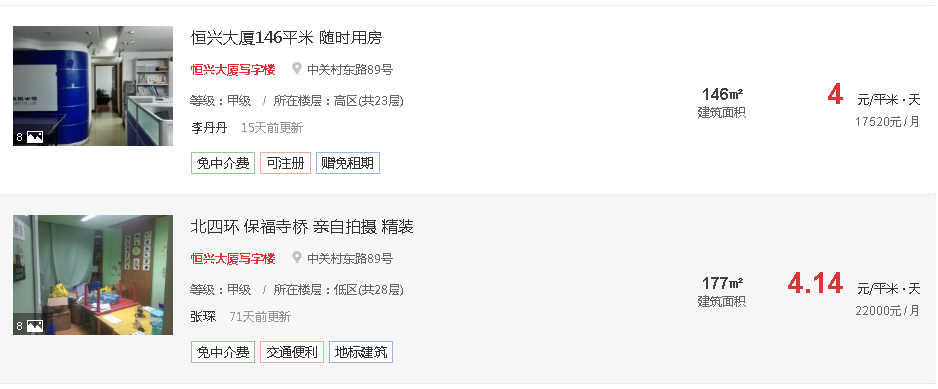 恒兴大厦146平米 随时用房
恒兴大厦写字楼 中关村东路89号
等级：甲级 / 所在楼层：高区(共23层)
李丹丹 15天前更新
免中介费 可注册 赠免租期
8
146m²
建筑面积
4 元/平米·天
17520元/月
北四环 保福寺桥 亲自拍摄 精装
恒兴大厦写字楼 中关村东路89号
等级：甲级 / 所在楼层：低区(共28层)
张琛 71天前更新
免中介费 交通便利 地标建筑
8
177m²
建筑面积
4.14 元/平米·天
22000元/月